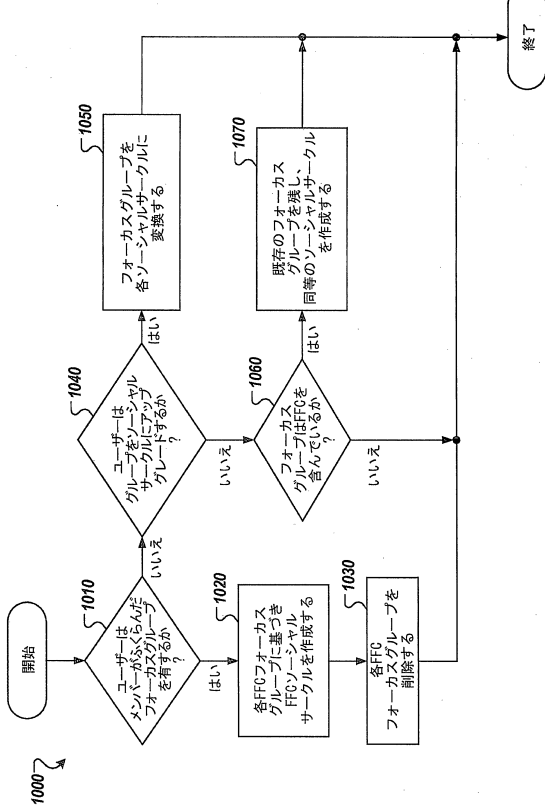 1000
開始
1010
ユーザーは
メンバーがふくらんだ
フォーカスグループ
を有するか
?
はい
いいえ
1020
各FFCフォーカス
グループに基づき
FFCソーシャル
サークルを作成する
1030
各FFC
フォーカスグループを
削除する
1040
ユーザーは
グループをソーシャル
サークルにアップ
グレードするか
?
はい
いいえ
1050
フォーカスグループを
各ソーシャルサークルに
変換する
1060
フォーカス
グループはFFCを
含んでいるか
?
はい
いいえ
1070
既存のフォーカス
グループを残し、
同等のソーシャルサークル
を作成する
終了